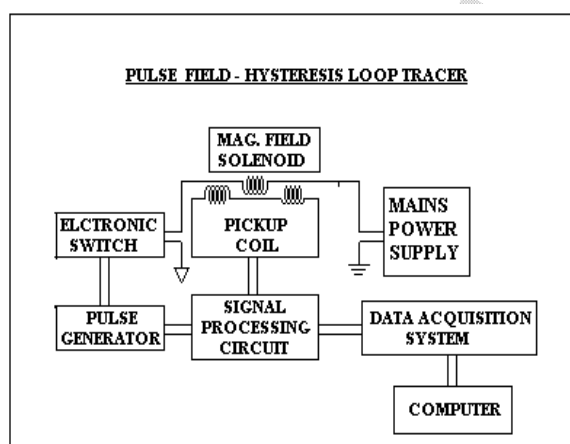 PULSE FIELD - HYSTERESIS LOOP TRACER
MAG. FIELD
SOLENOID
ELCTRONIC
SWITCH
PICKUP
COIL
MAINS
POWER
SUPPLY
PULSE
GENERATOR
SIGNAL
PROCESSING
CIRCUIT
DATA ACQUISITION
SYSTEM
COMPUTER